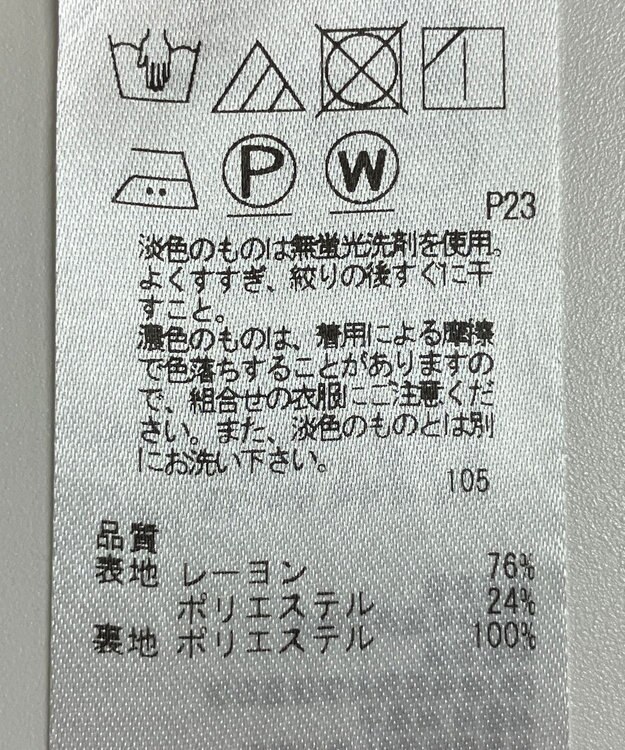 P W
P23
淡色のものは無蛍光洗剤を使用。
よくすすぎ、絞りの後すぐに干
すこと。
濃色のものは、着用による摩擦
で色落ちすることがありますの
で、組合せの衣服にご注意くだ
さい。また、淡色のものとは別
にお洗い下さい。
105
品質
表地 レーヨン 76%
ポリエステル 24%
裏地 ポリエステル 100%